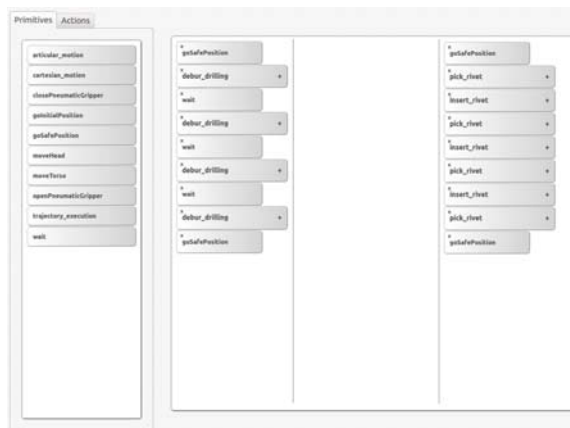 Primitives Actions
articular_motion
cartesian_motion
closePneumaticGripper
goInitialPosition
goSafePosition
moveHead
moveTorso
openPneumaticGripper
trajectory_execution
wait
goSafePosition
debur_drilling +
wait
debur_drilling +
wait
debur_drilling +
wait
debur_drilling +
goSafePosition
goSafePosition
pick_rivet +
insert_rivet +
pick_rivet +
insert_rivet +
pick_rivet +
insert_rivet +
pick_rivet +
goSafePosition